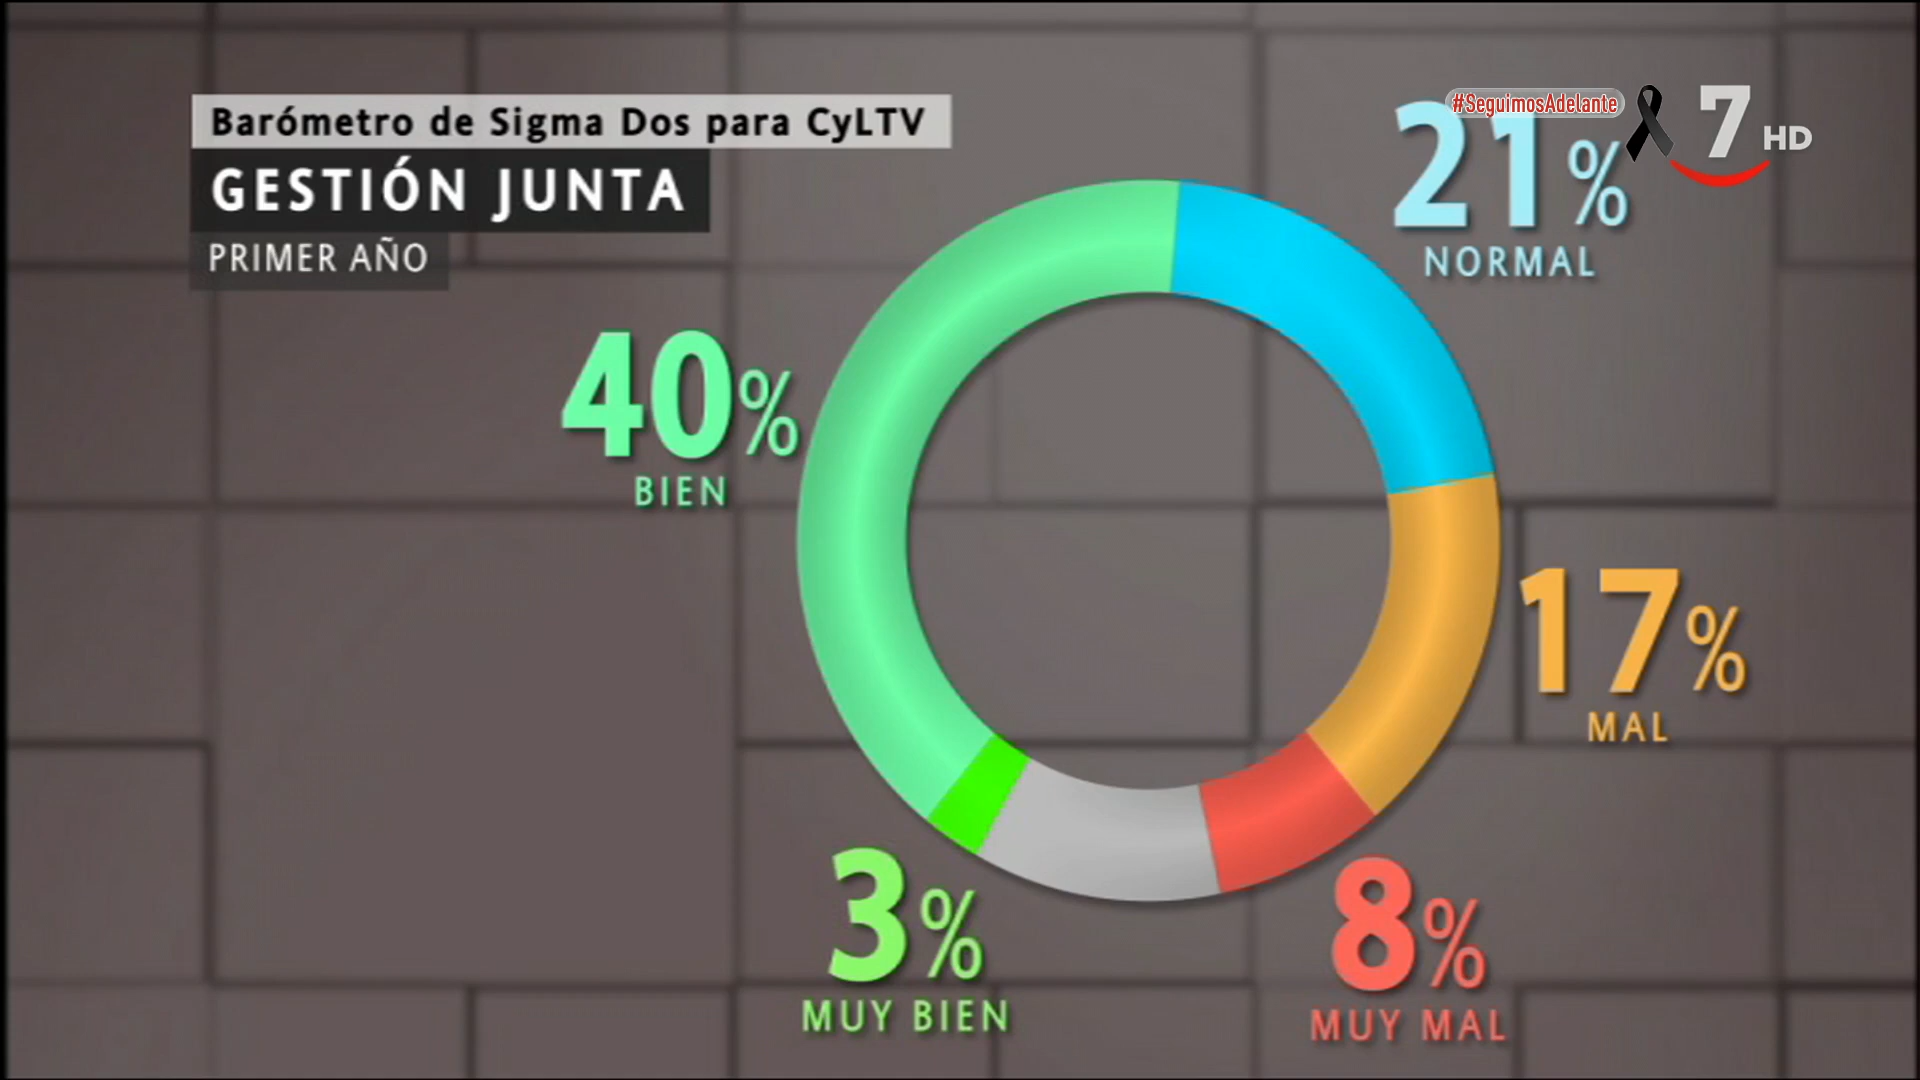 Barómetro de Sigma Dos para CyLTV
GESTIÓN JUNTA
PRIMER AÑO
#SeguimosAdelante
7 HD
21%
NORMAL
40%
BIEN
17%
MAL
3%
MUY BIEN
8%
MUY MAL